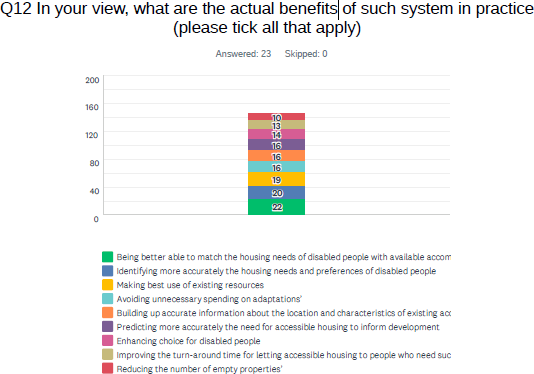 Q12 In your view, what are the actual benefits of such system in practice
(please tick all that apply)
Answered: 23 Skipped: 0
200
160
120
80
40
0
10
13
14
16
16
16
19
20
22
Being better able to match the housing needs of disabled people with available accom
Identifying more accurately the housing needs and preferences of disabled people
Making best use of existing resources
Avoiding unnecessary spending on adaptations'
Building up accurate information about the location and characteristics of existing acc
Predicting more accurately the need for accessible housing to inform development
Enhancing choice for disabled people
Improving the turn-around time for letting accessible housing to people who need suc
Reducing the number of empty properties'